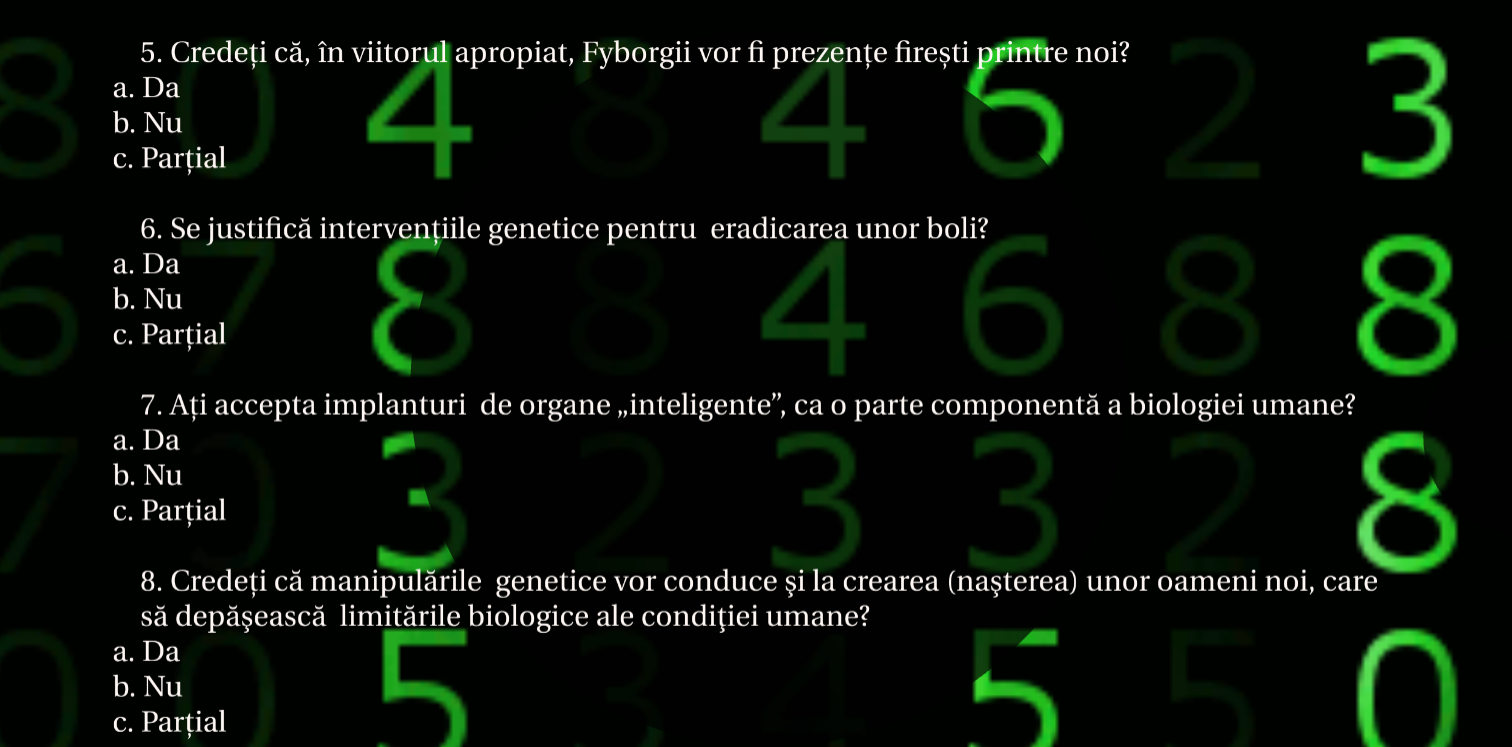 5. Credeți că, în viitorul apropiat, Fyborgii vor fi prezențe firești printre noi?
a. Da
b. Nu
c. Parțial
6. Se justifică intervențiile genetice pentru eradicarea unor boli?
a. Da
b. Nu
c. Parțial
7. Ați accepta implanturi de organe „inteligente”, ca o parte componentă a biologiei umane?
a. Da
b. Nu
c. Parțial
8. Credeți că manipulările genetice vor conduce şi la crearea (naşterea) unor oameni noi, care
să depăşească limitările biologice ale condiţiei umane?
a. Da
b. Nu
c. Parțial